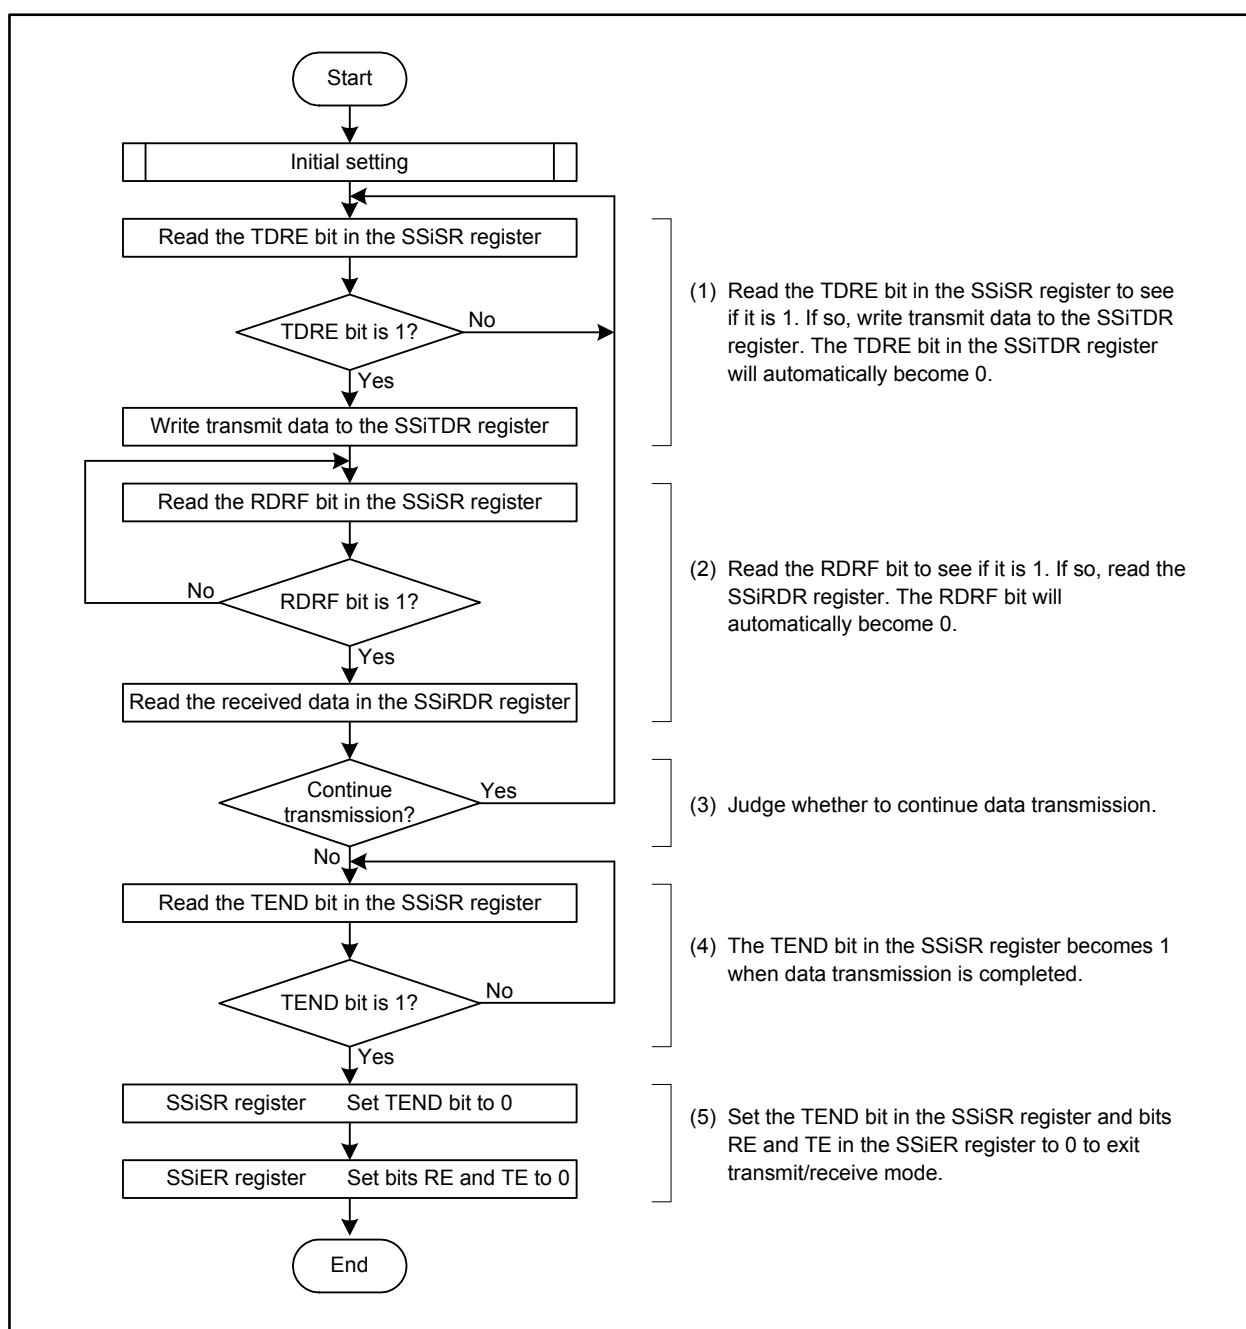 Start
Initial setting
Read the TDRE bit in the SSiSR register
TDRE bit is 1?
No
Yes
Write transmit data to the SSiTDR register
(1) Read the TDRE bit in the SSiSR register to see
if it is 1. If so, write transmit data to the SSiTDR
register. The TDRE bit in the SSiTDR register
will automatically become 0.
Read the RDRF bit in the SSiSR register
No
RDRF bit is 1?
Yes
Read the received data in the SSiRDR register
(2) Read the RDRF bit to see if it is 1. If so, read the
SSiRDR register. The RDRF bit will
automatically become 0.
Continue
transmission?
Yes
No
(3) Judge whether to continue data transmission.
Read the TEND bit in the SSiSR register
TEND bit is 1?
No
Yes
(4) The TEND bit in the SSiSR register becomes 1
when data transmission is completed.
SSiSR register Set TEND bit to 0
SSiER register Set bits RE and TE to 0
(5) Set the TEND bit in the SSiSR register and bits
RE and TE in the SSiER register to 0 to exit
transmit/receive mode.
End